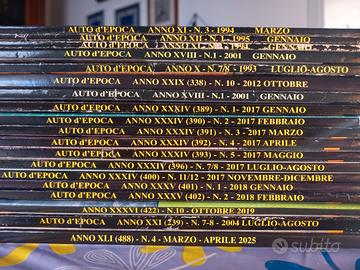 AUTO d'EPOCA ANNO XI - N. 3 - 1994 MARZO
AUTO d'EPOCA ANNO XI - N. 1 - 1995 GENNAIO
AUTO d'EPOCA ANNO XI - N. 1994
AUTO d'EPOCA ANNO XVIII - N.1 - 2001 GENNAIO
AUTO d'EPOCA ANNO X - N. 7/8 - 1993 LUGLIO-AGOSTO
AUTO d'EPOCA ANNO XXIX (338) - N. 10 - 2012 OTTOBRE
AUTO d'EPOCA ANNO XVIII - N.1 - 2001 GENNAIO
AUTO d'EPOCA ANNO XXXIV (389) - N. 1 - 2017 GENNAIO
AUTO d'EPOCA ANNO XXXIV (390) - N. 2 - 2017 FEBBRAIO
AUTO d'EPOCA ANNO XXXIV (391) - N. 3 - 2017 MARZO
AUTO d'EPOCA ANNO XXXIV (392) - N. 4 - 2017 APRILE
AUTO d'EPOCA ANNO XXXIV (393) - N. 5 - 2017 MAGGIO
AUTO d'EPOCA ANNO XXXIV (396) - N. 7/8 - 2017 LUGLIO-AGOSTO
AUTO d'EPOCA ANNO XXXIV (400) - N. 11/12 - 2017 NOVEMBRE-DICEMBRE
AUTO d'EPOCA ANNO XXXV (401) - N. 1 - 2018 GENNAIO
AUTO d'EPOCA ANNO XXXV (402) - N. 2 - 2018 FEBBRAIO
ANNO XXXVI (422) - N.10 - OTTOBRE 2019
AUTO d'EPOCA ANNO XXI (239) - N. 7-8 - 2004 LUGLIO-AGOSTO
ANNO XLI (488) - N. 4 - MARZO - APRILE 2025
subito